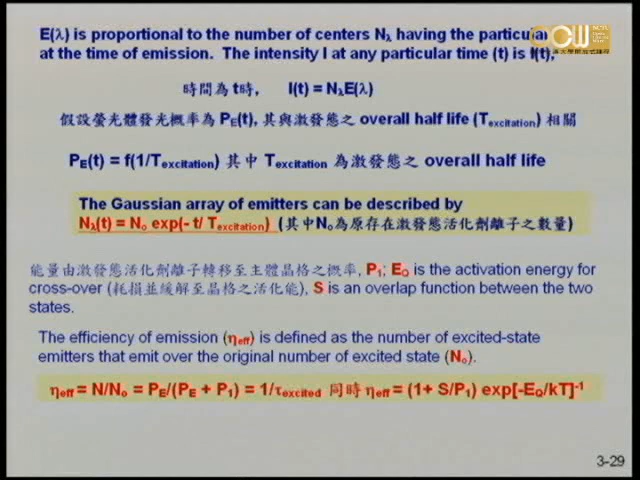 E(λ) is proportional to the number of centers Nλ having the particular
at the time of emission. The intensity I at any particular time (t) is I(t),
時間為 t時, I(t) = NλE(λ)
假設螢光體發光概率為 PE(t), 其與激發態之 overall half life (Texcitation) 相關
PE(t) = f(1/Texcitation) 其中 Texcitation 為激發態之 overall half life
The Gaussian array of emitters can be described by
Nλ(t) = No exp(- t/ Texcitation) (其中No為原存在激發態活化劑離子之數量)
能量由激發態活化劑離子轉移至主體晶格之概率, P1; EQ is the activation energy for
cross-over (耗損並緩解至晶格之活化能), S is an overlap function between the two
states.
The efficiency of emission (ηeff) is defined as the number of excited-state
emitters that emit over the original number of excited state (No).
ηeff = N/No = PE/(PE + P1) = 1/τexcited 同時 ηeff = (1+ S/P1) exp[-EQ/kT]-1
3-29